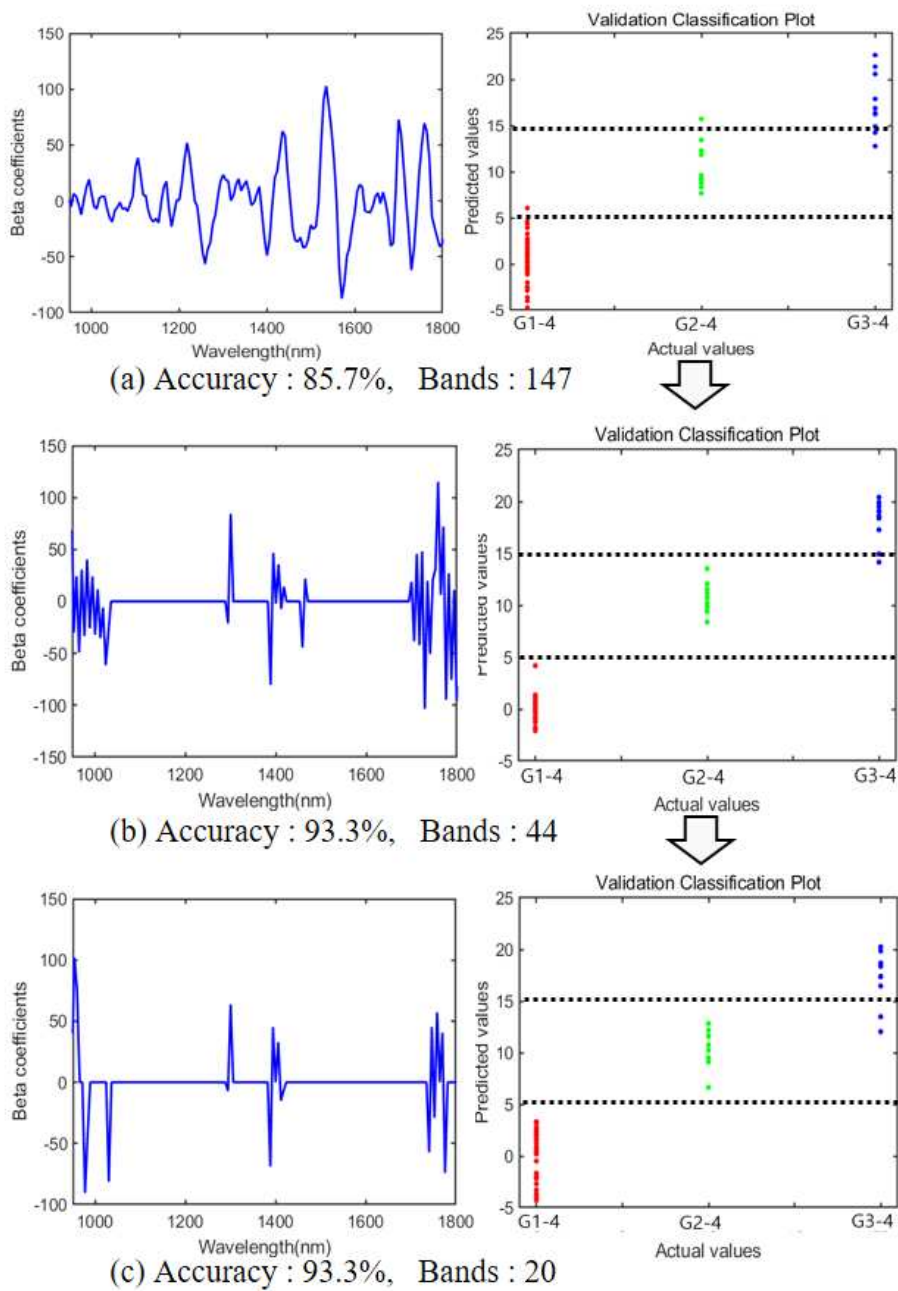 Validation Classification Plot
150
100
50
0
-50
-100
Beta coefficients
1000 1200 1400 1600 1800
Wavelength(nm)
25
20
15
10
5
0
-5
Predicted values
G1-4 G2-4 G3-4
Actual values
(a) Accuracy : 85.7%, Bands : 147
Validation Classification Plot
150
100
50
0
-50
-100
-150
Beta coefficients
1000 1200 1400 1600 1800
Wavelength(nm)
25
20
15
10
5
0
-5
Predicted values
G1-4 G2-4 G3-4
Actual values
(b) Accuracy : 93.3%, Bands : 44
Validation Classification Plot
150
100
50
0
-50
-100
Beta coefficients
1000 1200 1400 1600 1800
Wavelength(nm)
25
20
15
10
5
0
-5
Predicted values
G1-4 G2-4 G3-4
Actual values
(c) Accuracy : 93.3%, Bands : 20